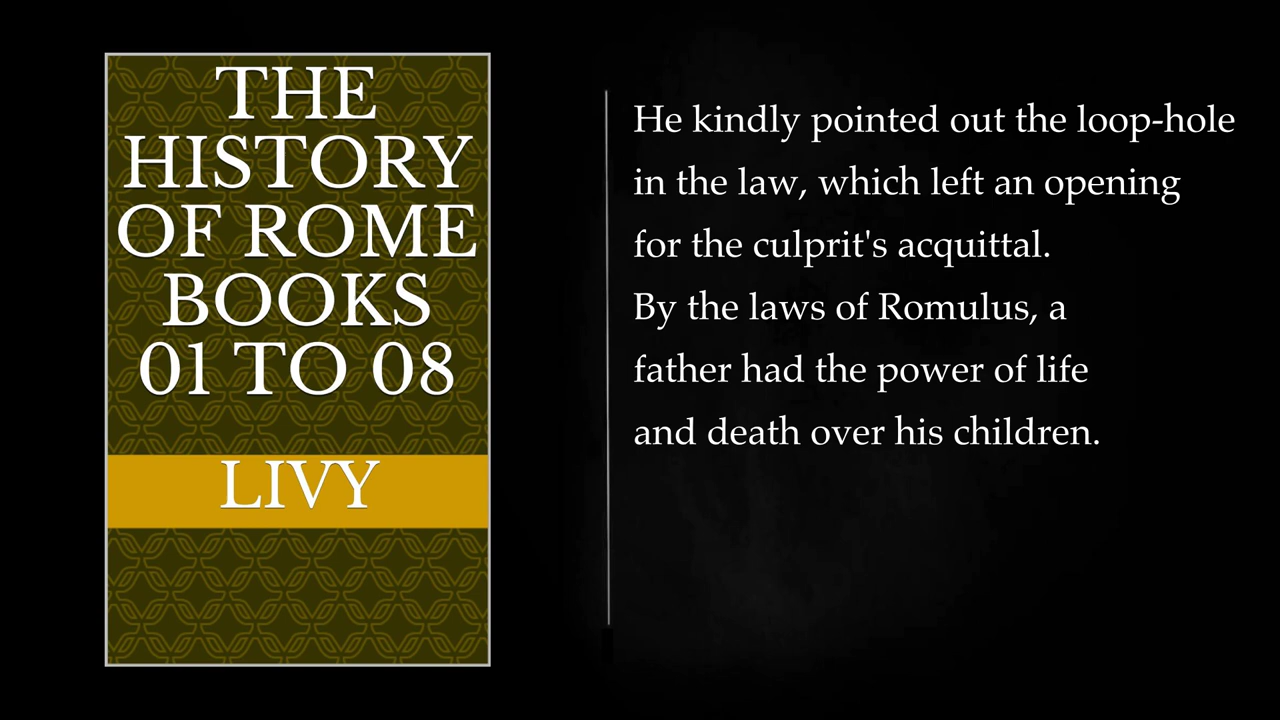 THE
HISTORY
OF ROME
BOOKS
01 TO 08
LIVY
He kindly pointed out the loop-hole
in the law, which left an opening
for the culprit's acquittal.
By the laws of Romulus, a
father had the power of life
and death over his children.